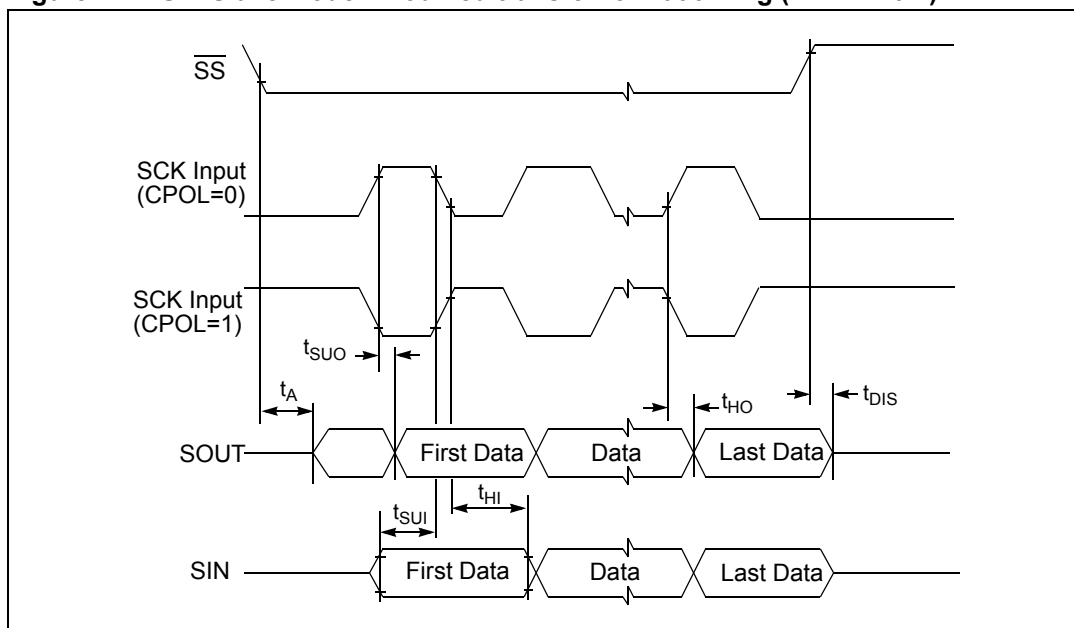 SS
SCK Input
(CPOL=0)
SCK Input
(CPOL=1)
tSUO
tA
tHO
tDIS
SOUT
First Data
Data
Last Data
tSUI
tHI
SIN
First Data
Data
Last Data